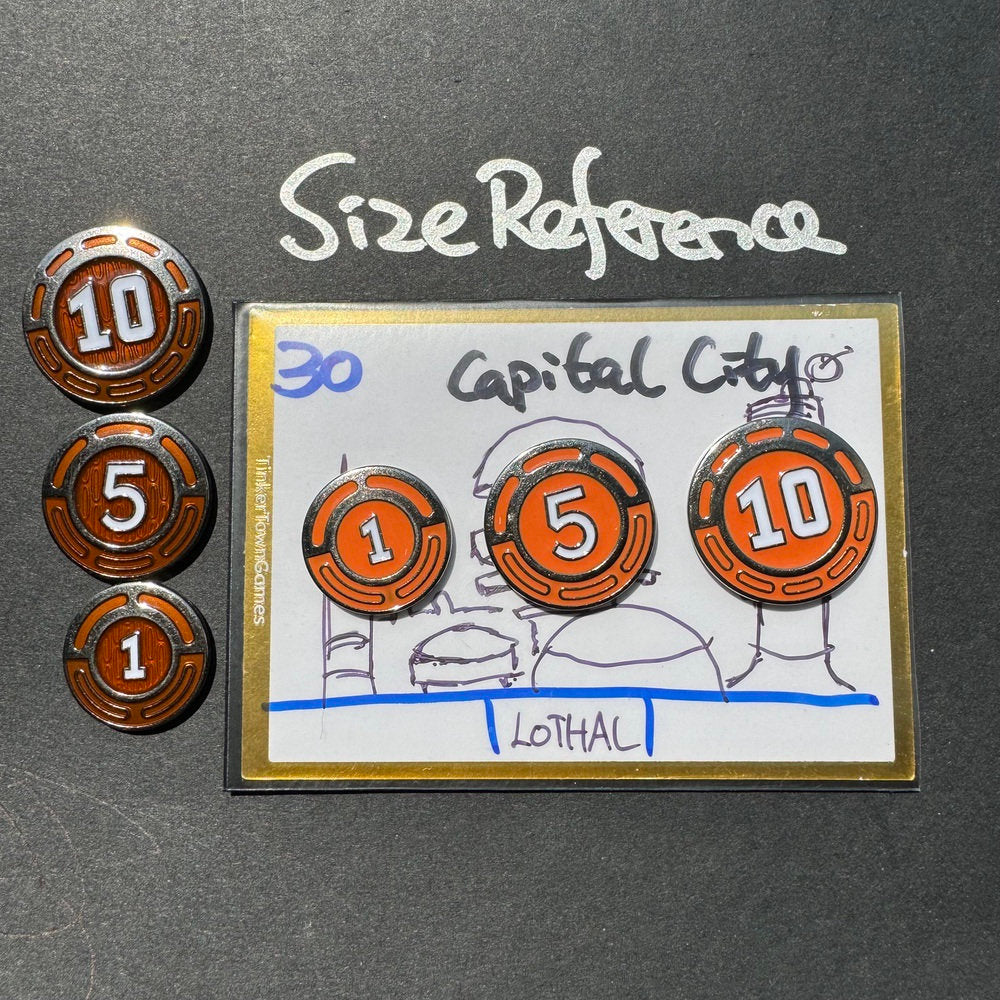 Size Reference
10
5
1
30 Capital City
TinkerTownGames
1 5 10
LOTHAL